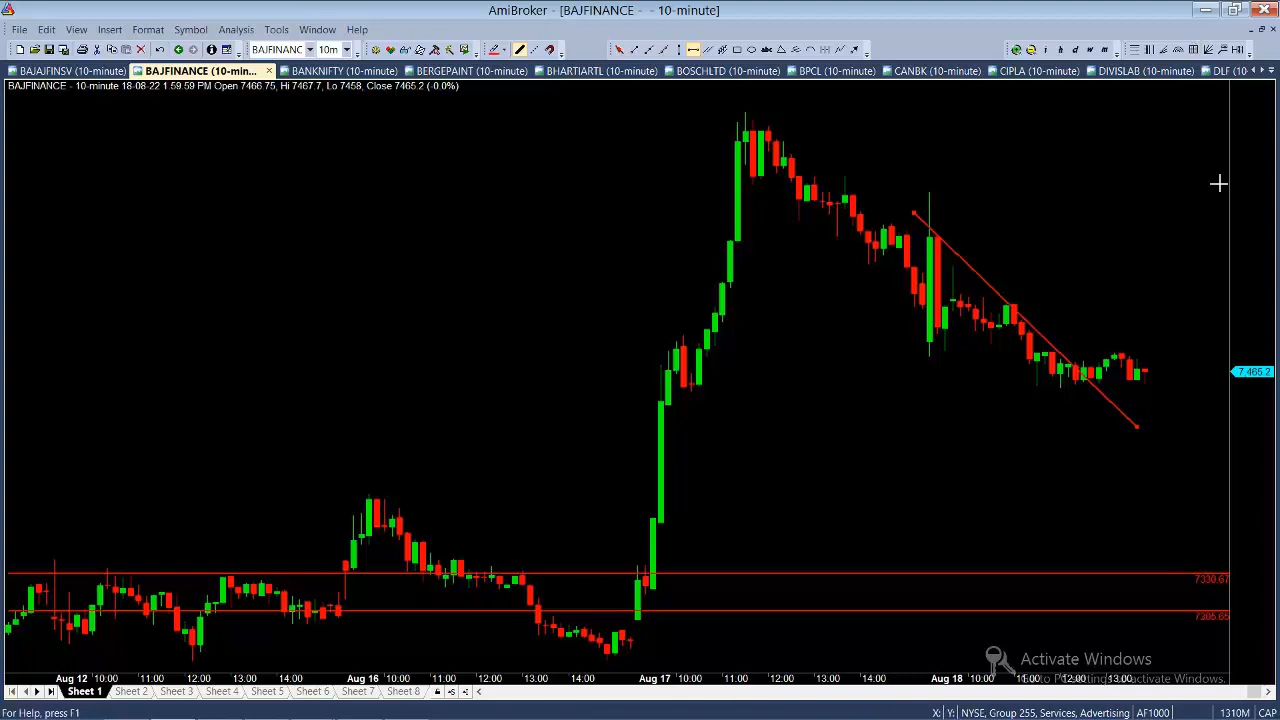 AmiBroker - [BAJFINANCE - - 10-minute]
File Edit View Insert Format Symbol Analysis Tools Window Help
BAJFINANC 10m i h d w m
BAJAJFINSV (10-minute) BAJFINANCE (10-min... BANKNIFTY (10-minute) BERGEPAINT (10-minute) BHARTIARTL (10-minute) BOSCHLTD (10-minute) BPCL (10-minute) CANBK (10-minute) CIPLA (10-minute) DIVISLAB (10-minute) DLF (10
BAJFINANCE - 10-minute 18-08-22 1:59:59 PM Open 7466.75, Hi 7467.7, Lo 7458, Close 7465.2 (-0.0%)
7,465.2
7330.67
7305.65
Activate Windows
Go to PC settings to activate Windows.
Aug 12 10:00 11:00 12:00 13:00 14:00 Aug 16 10:00 11:00 12:00 13:00 14:00 Aug 17 10:00 11:00 12:00 13:00 14:00 Aug 18 10:00 11:00 12:00 13:00
Sheet 1 Sheet 2 Sheet 3 Sheet 4 Sheet 5 Sheet 6 Sheet 7 Sheet 8
For Help, press F1 X: Y: NYSE, Group 255, Services, Advertising AF1000 1310M CAP